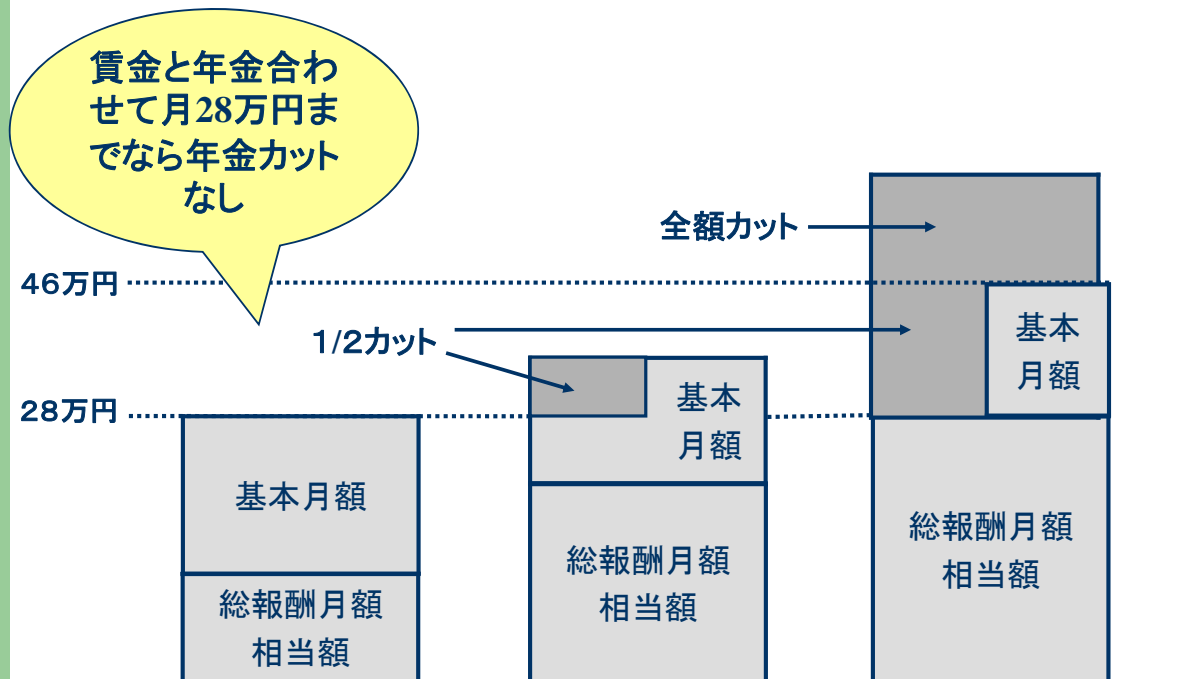 賃金と年金合わ
せて月28万円ま
でなら年金カット
なし
全額カット
46万円
1/2カット
基本
月額
28万円
基本
月額
基本月額
総報酬月額
相当額
総報酬月額
相当額
総報酬月額
相当額